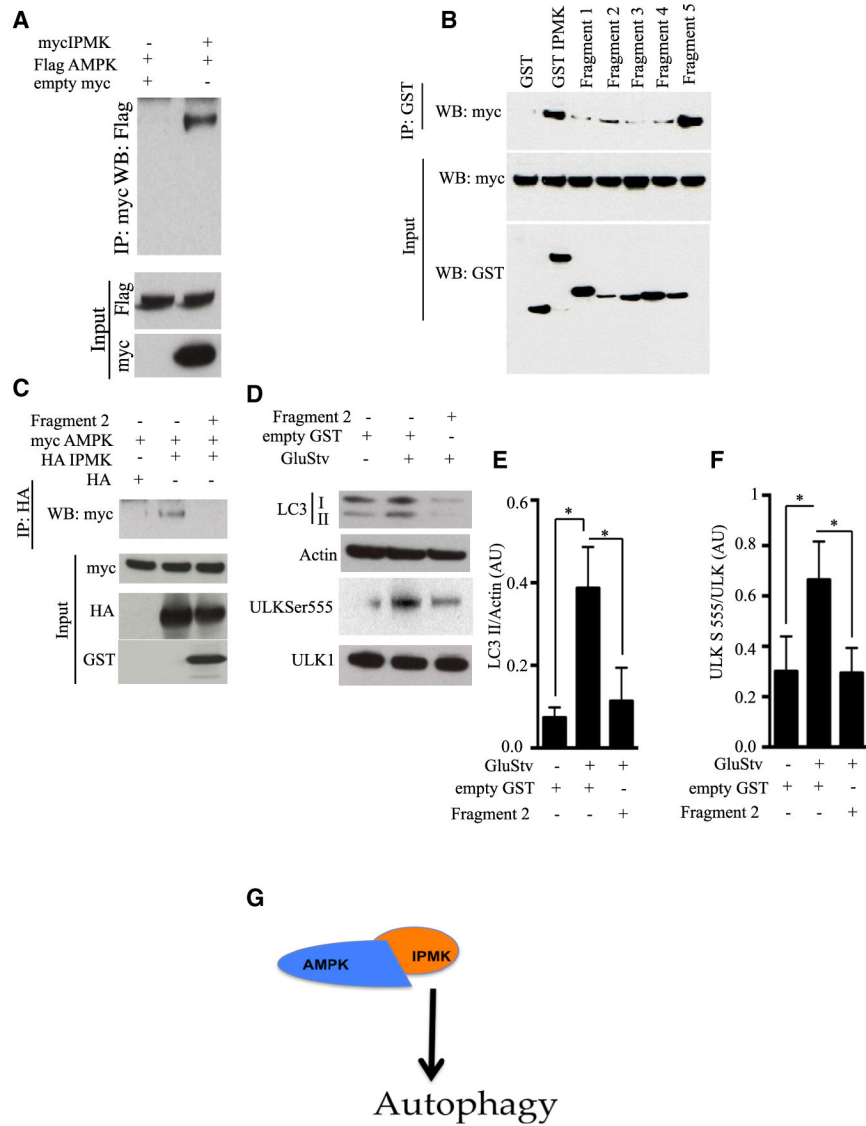 A
mycIPMK - +
Flag AMPK + +
empty myc + -
IP: myc WB: Flag
Input
Flag
myc
B
GST
GST IPMK
Fragment 1
Fragment 2
Fragment 3
Fragment 4
Fragment 5
IP: GST
WB: myc
Input
WB: myc
WB: GST
C
Fragment 2 - - +
myc AMPK + + +
HA IPMK - + +
HA + - -
IP: HA
WB: myc
Input
myc
HA
GST
D
Fragment 2 - - +
empty GST + + -
GluStv - + +
LC3
I
II
Actin
ULKSer555
ULK1
E
LC3 II/Actin (AU)
0.6
0.4
0.2
0.0
* *
GluStv - + +
empty GST + + -
Fragment 2 - - +
F
ULK S 555/ULK (AU)
1
0.8
0.6
0.4
0.2
0
* *
GluStv - + +
empty GST + + -
Fragment 2 - - +
G
AMPK
IPMK
Autophagy